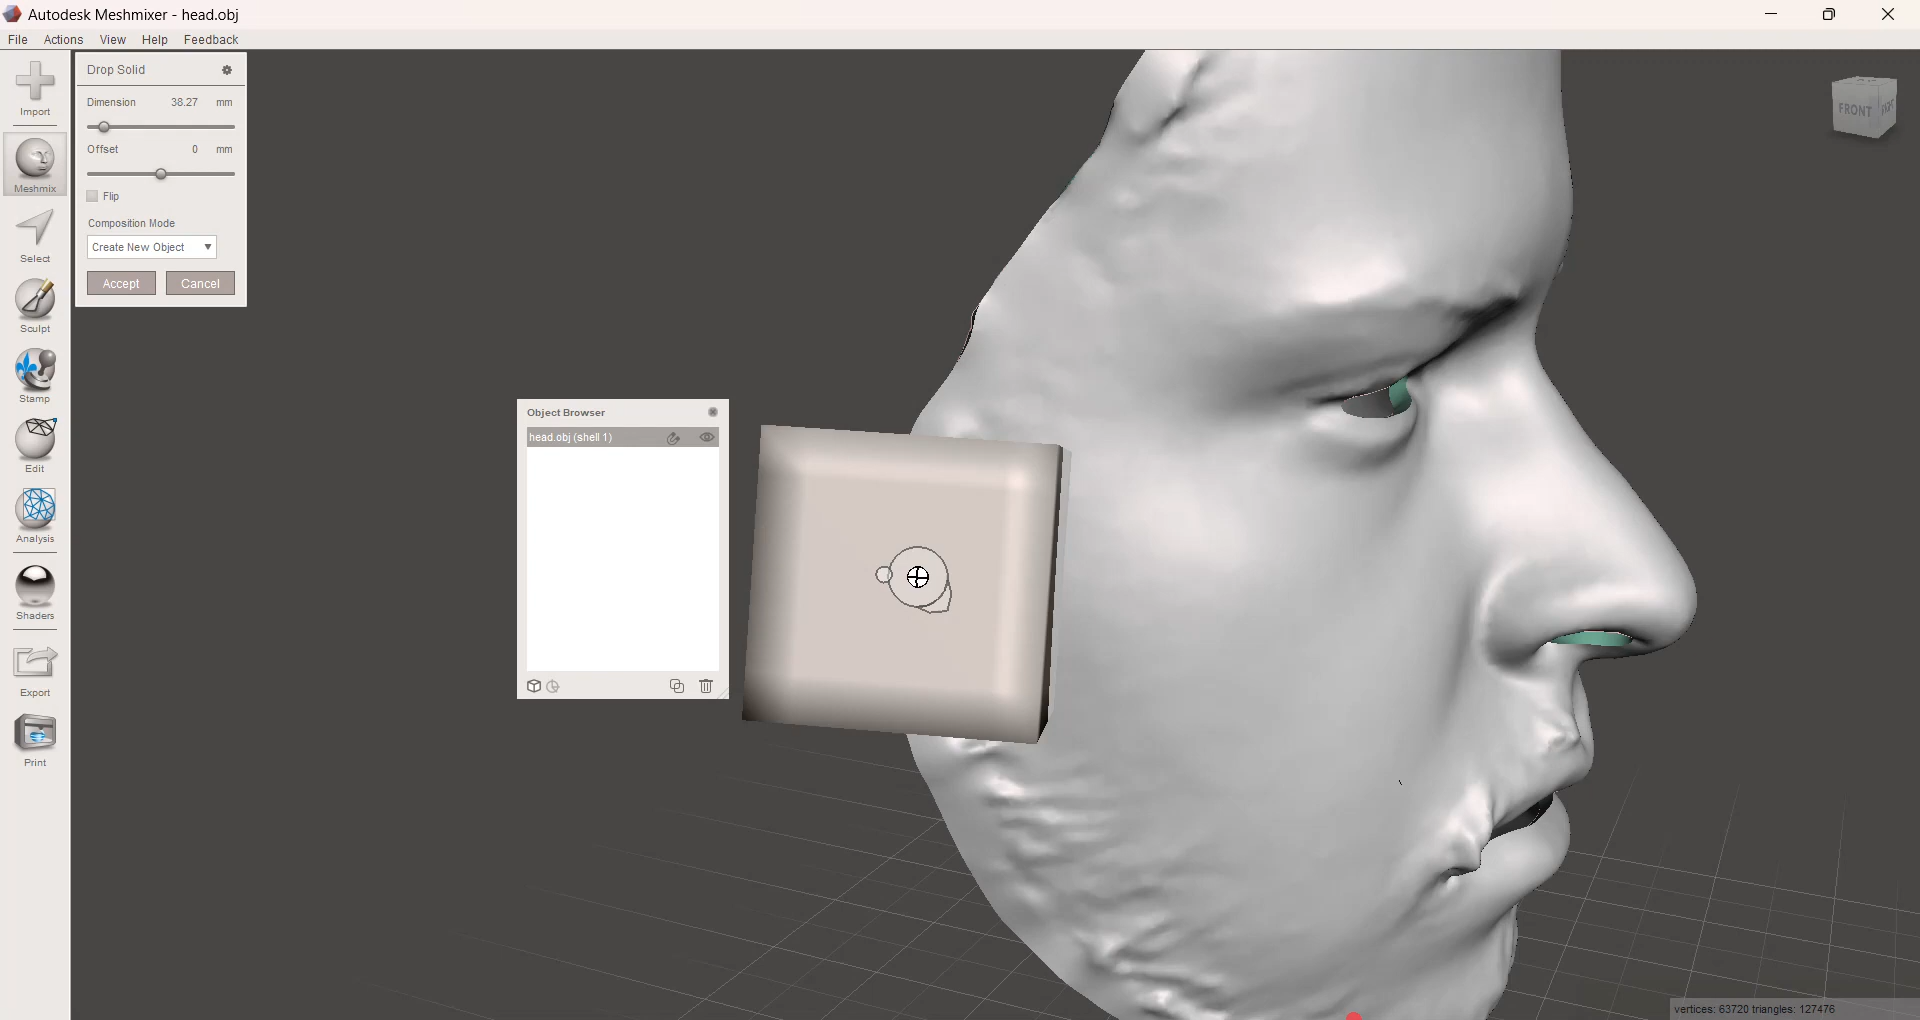 Autodesk Meshmixer - head.obj
File Actions View Help Feedback
Import
Meshmix
Select
Sculpt
Stamp
Edit
Analysis
Shaders
Export
Print
Drop Solid
Dimension 38.27 mm
Offset 0 mm
Flip
Composition Mode
Create New Object
Accept Cancel
Object Browser
head.obj (shell 1)
FRONT
vertices: 63720 triangles: 127476